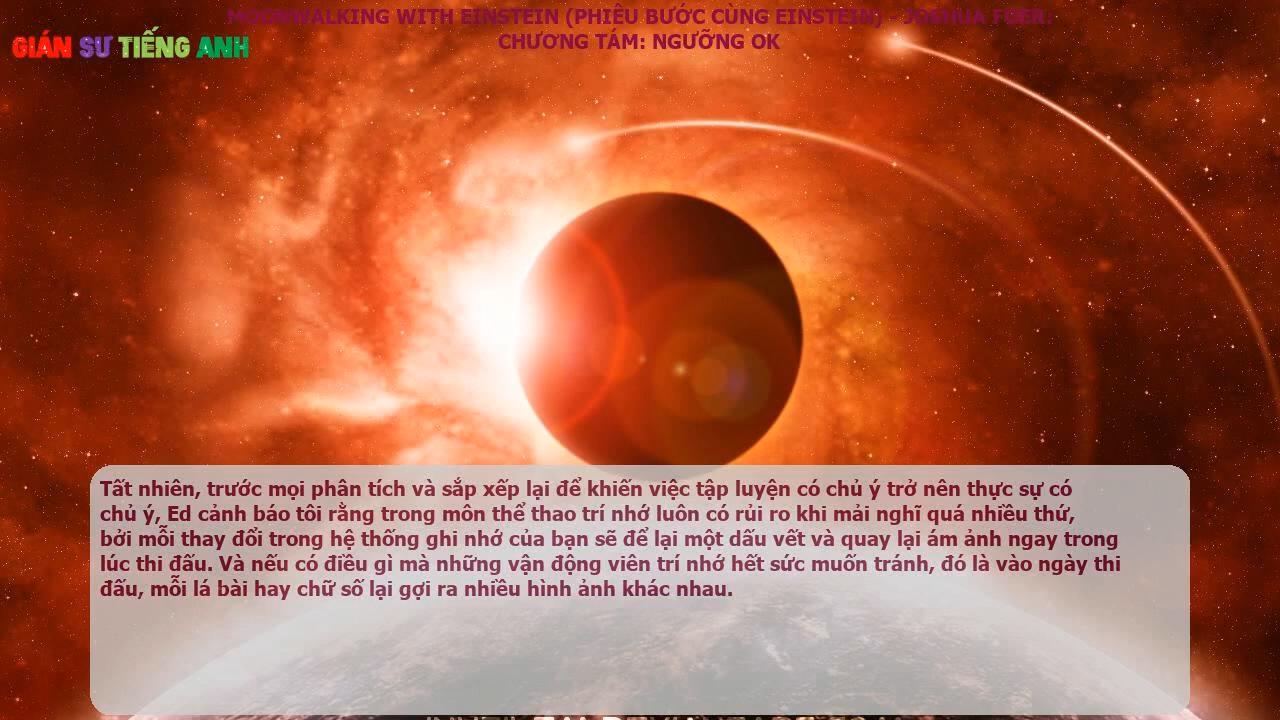 MOONWALKING WITH EINSTEIN (PHIÊU BƯỚC CÙNG EINSTEIN) - JOSHUA FOER.
CHƯƠNG TÁM: NGƯỠNG OK
GIÁN SƯ TIẾNG ANH
Tất nhiên, trước mọi phân tích và sắp xếp lại để khiến việc tập luyện có chủ ý trở nên thực sự có
chủ ý, Ed cảnh báo tôi rằng trong môn thể thao trí nhớ luôn có rủi ro khi mải nghĩ quá nhiều thứ,
bởi mỗi thay đổi trong hệ thống ghi nhớ của bạn sẽ để lại một dấu vết và quay lại ám ảnh ngay trong
lúc thi đấu. Và nếu có điều gì mà những vận động viên trí nhớ hết sức muốn tránh, đó là vào ngày thi
đấu, mỗi lá bài hay chữ số lại gợi ra nhiều hình ảnh khác nhau.